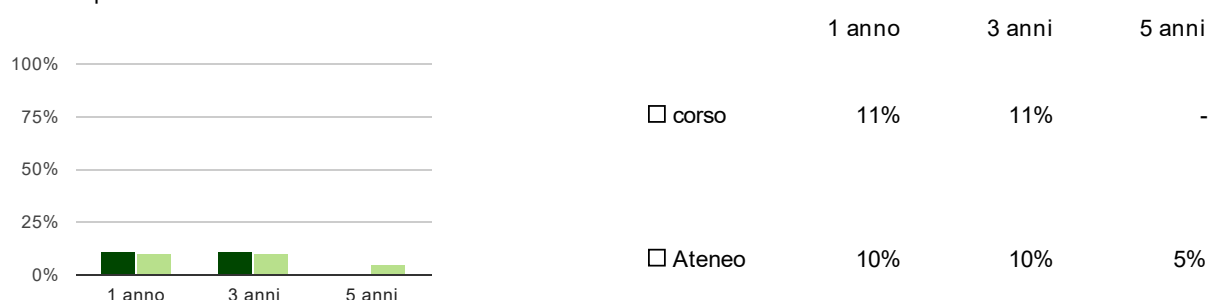 1 anno 3 anni 5 anni
100%
75%
50%
25%
0%
1 anno 3 anni 5 anni
corso 11% 11% -
Ateneo 10% 10% 5%